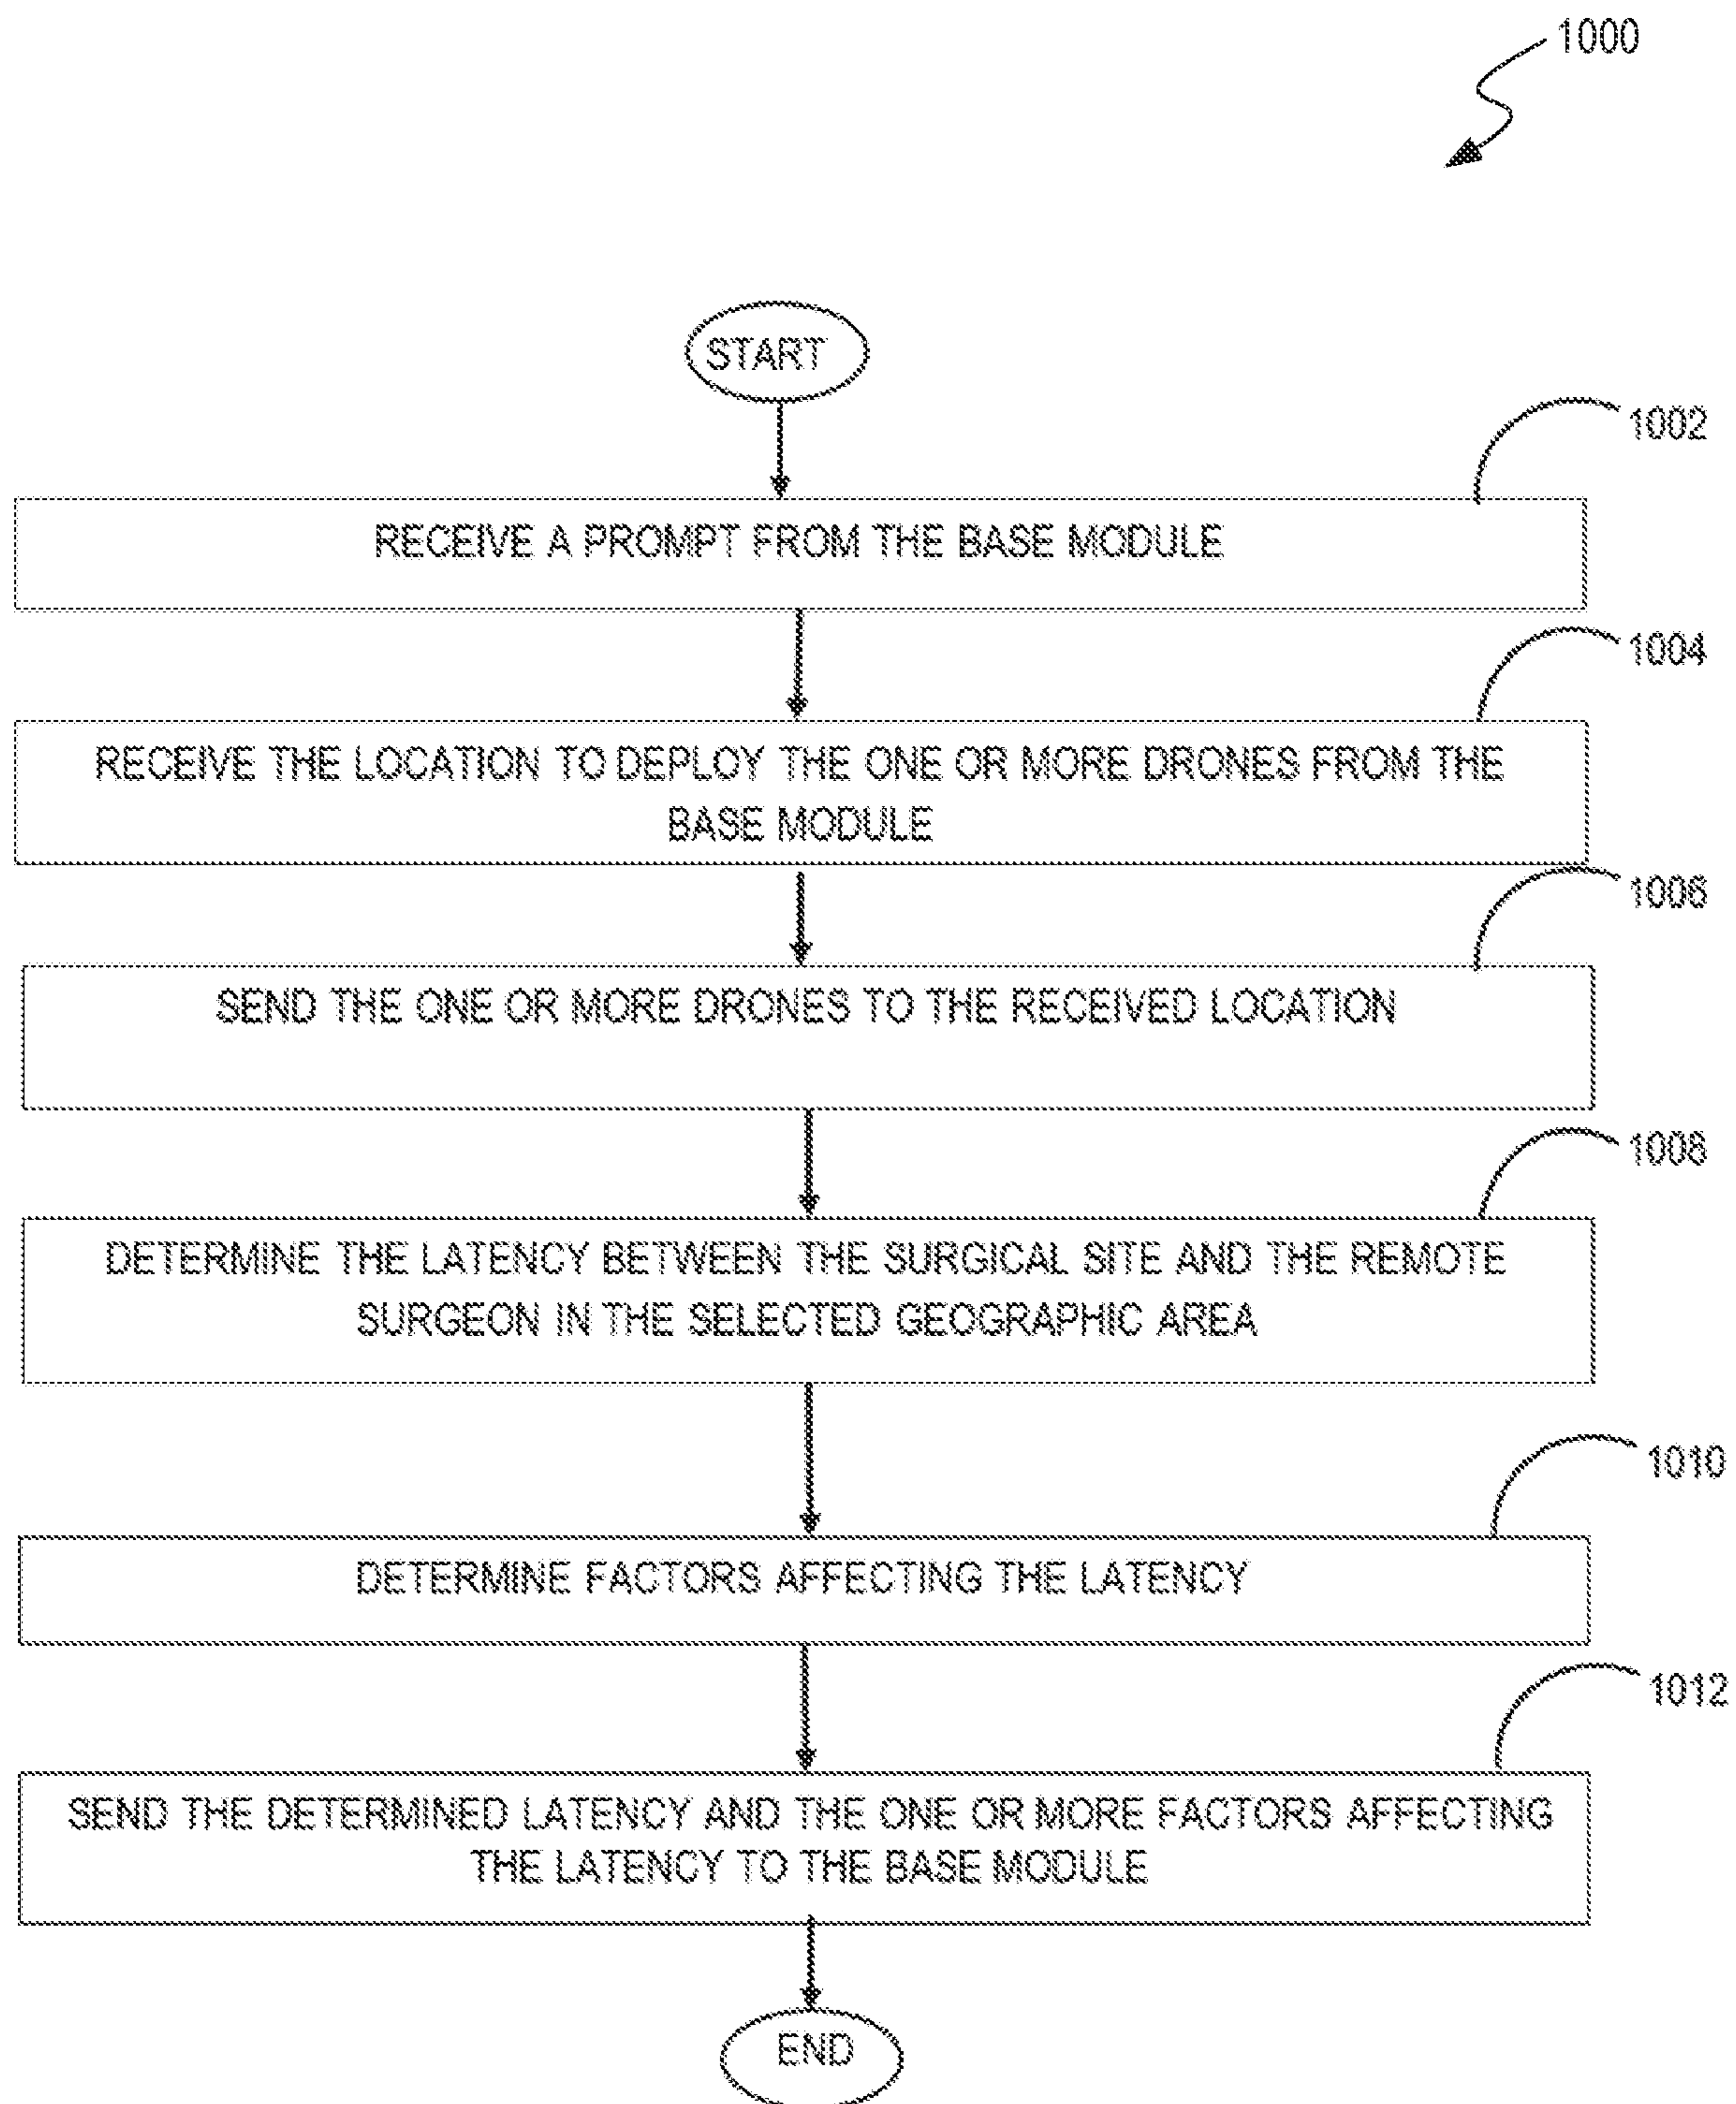 1000
START
1002
RECEIVE A PROMPT FROM THE BASE MODULE
1004
RECEIVE THE LOCATION TO DEPLOY THE ONE OR MORE DRONES FROM THE
BASE MODULE
1006
SEND THE ONE OR MORE DRONES TO THE RECEIVED LOCATION
1008
DETERMINE THE LATENCY BETWEEN THE SURGICAL SITE AND THE REMOTE
SURGEON IN THE SELECTED GEOGRAPHIC AREA
1010
DETERMINE FACTORS AFFECTING THE LATENCY
1012
SEND THE DETERMINED LATENCY AND THE ONE OR MORE FACTORS AFFECTING
THE LATENCY TO THE BASE MODULE
END